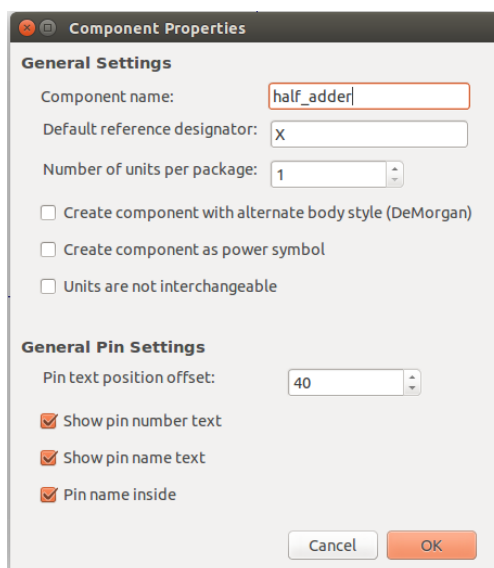 Component Properties
General Settings
Component name: half_adder
Default reference designator: X
Number of units per package: 1
Create component with alternate body style (DeMorgan)
Create component as power symbol
Units are not interchangeable
General Pin Settings
Pin text position offset: 40
Show pin number text
Show pin name text
Pin name inside
Cancel OK